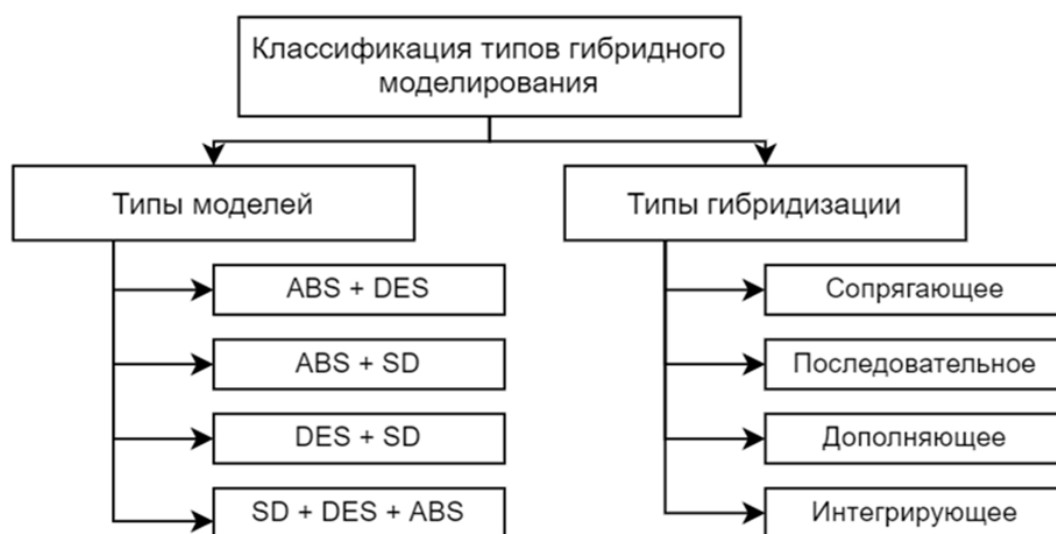 Классификация типов гибридного
моделирования
Типы моделей
Типы гибридизации
ABS + DES
Сопрягающее
ABS + SD
Последовательное
DES + SD
Дополняющее
SD + DES + ABS
Интегрирующее